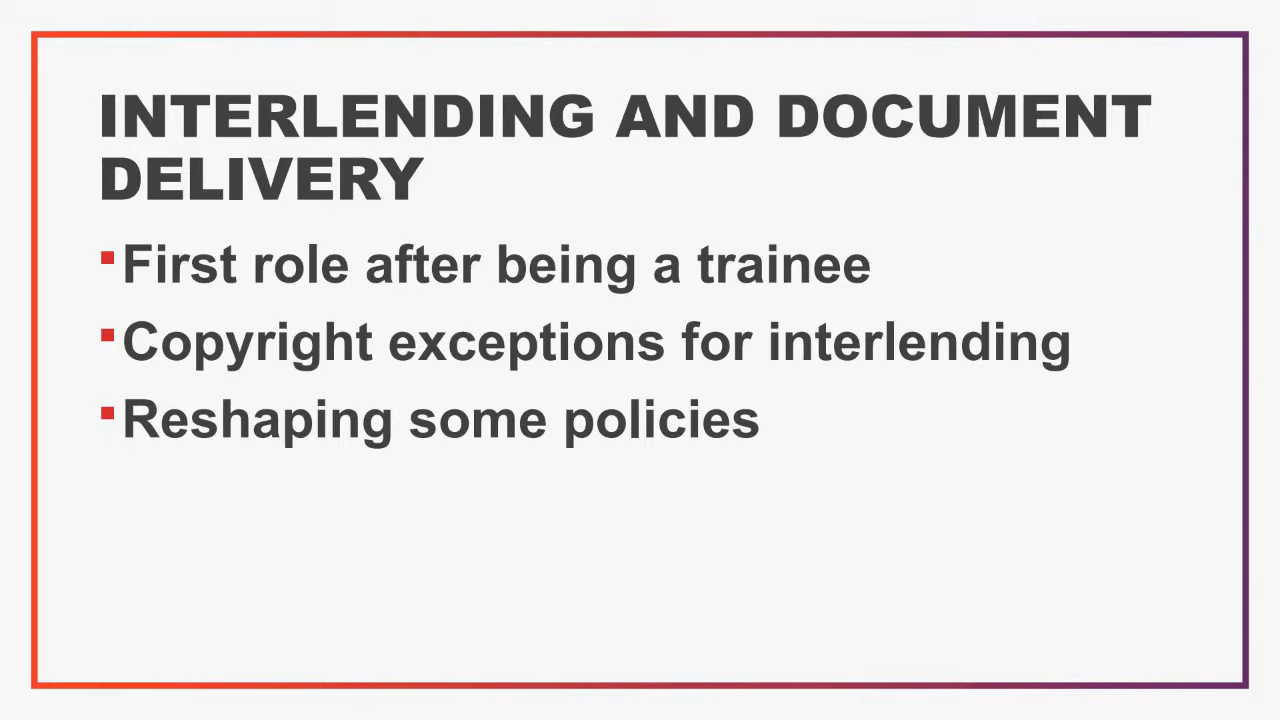 INTERLENDING AND DOCUMENT
DELIVERY
▪First role after being a trainee
▪Copyright exceptions for interlending
▪Reshaping some policies